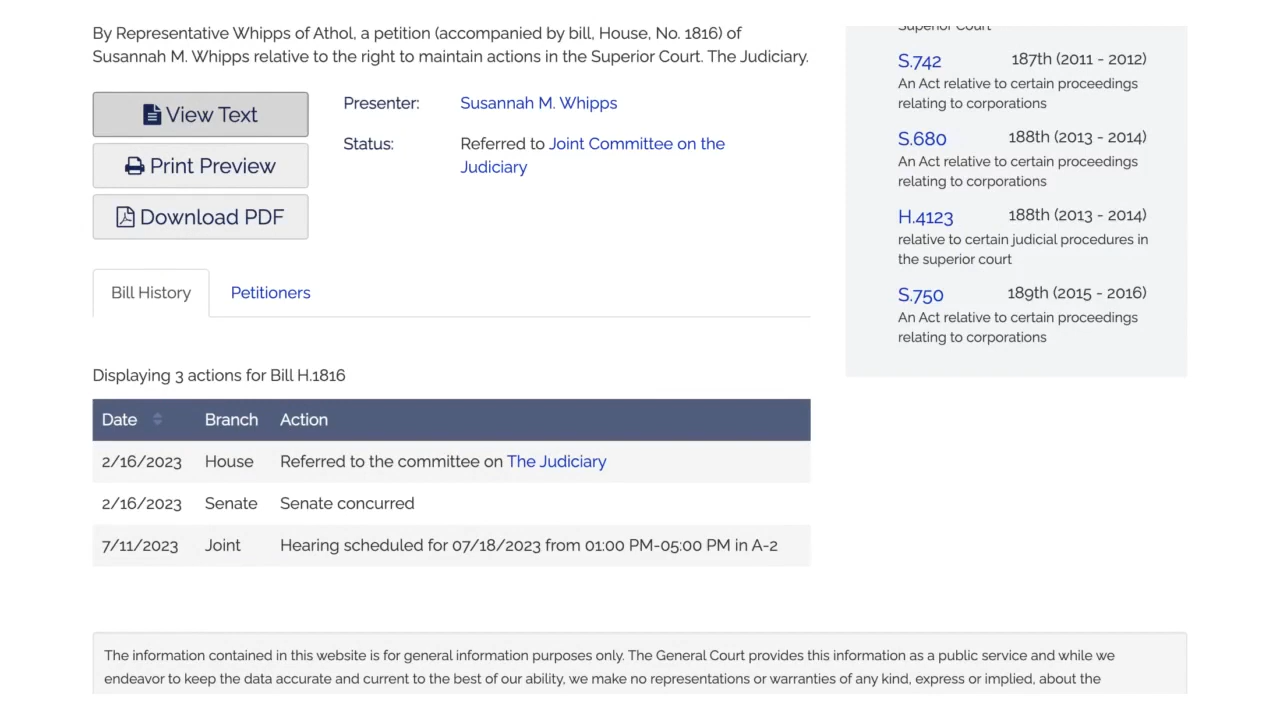 By Representative Whipps of Athol, a petition (accompanied by bill, House, No. 1816) of
Susannah M. Whipps relative to the right to maintain actions in the Superior Court. The Judiciary.
View Text
Print Preview
Download PDF
Presenter: Susannah M. Whipps
Status: Referred to Joint Committee on the
Judiciary
Bill History Petitioners
Displaying 3 actions for Bill H.1816
Date Branch Action
2/16/2023 House Referred to the committee on The Judiciary
2/16/2023 Senate Senate concurred
7/11/2023 Joint Hearing scheduled for 07/18/2023 from 01:00 PM-05:00 PM in A-2
Superior Court
S.742 187th (2011 - 2012)
An Act relative to certain proceedings
relating to corporations
S.680 188th (2013 - 2014)
An Act relative to certain proceedings
relating to corporations
H.4123 188th (2013 - 2014)
relative to certain judicial procedures in
the superior court
S.750 189th (2015 - 2016)
An Act relative to certain proceedings
relating to corporations
The information contained in this website is for general information purposes only. The General Court provides this information as a public service and while we
endeavor to keep the data accurate and current to the best of our ability, we make no representations or warranties of any kind, express or implied, about the